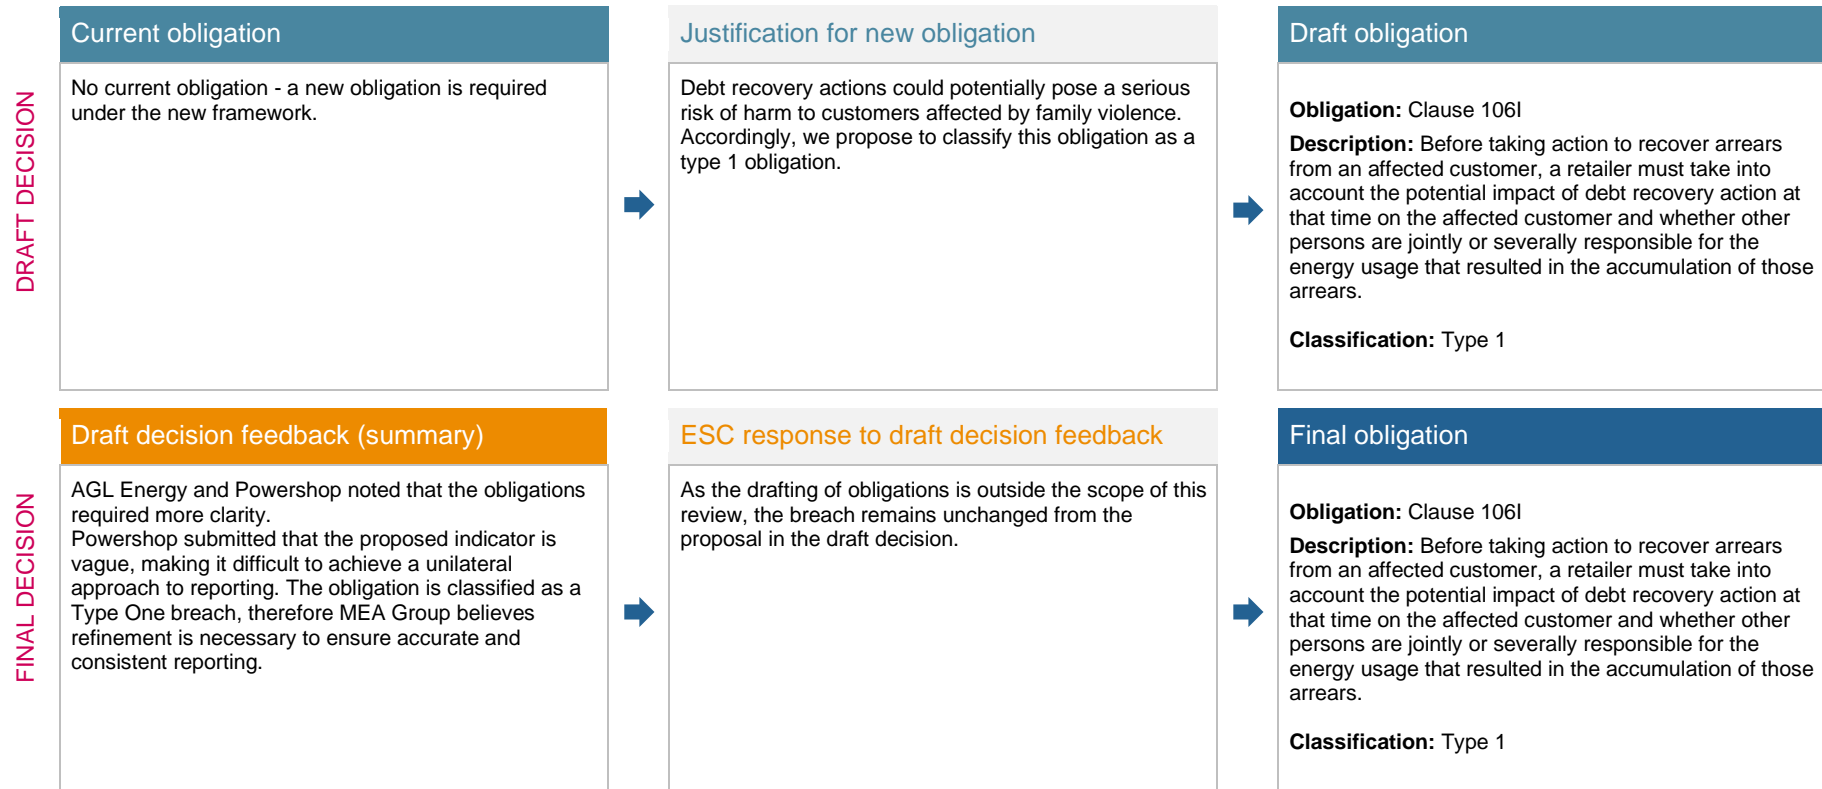 DRAFT DECISION
Current obligation
No current obligation - a new obligation is required
under the new framework.
Justification for new obligation
Debt recovery actions could potentially pose a serious
risk of harm to customers affected by family violence.
Accordingly, we propose to classify this obligation as a
type 1 obligation.
Draft obligation
Obligation: Clause 106I
Description: Before taking action to recover arrears
from an affected customer, a retailer must take into
account the potential impact of debt recovery action at
that time on the affected customer and whether other
persons are jointly or severally responsible for the
energy usage that resulted in the accumulation of those
arrears.
Classification: Type 1
FINAL DECISION
Draft decision feedback (summary)
AGL Energy and Powershop noted that the obligations
required more clarity.
Powershop submitted that the proposed indicator is
vague, making it difficult to achieve a unilateral
approach to reporting. The obligation is classified as a
Type One breach, therefore MEA Group believes
refinement is necessary to ensure accurate and
consistent reporting.
ESC response to draft decision feedback
As the drafting of obligations is outside the scope of this
review, the breach remains unchanged from the
proposal in the draft decision.
Final obligation
Obligation: Clause 106I
Description: Before taking action to recover arrears
from an affected customer, a retailer must take into
account the potential impact of debt recovery action at
that time on the affected customer and whether other
persons are jointly or severally responsible for the
energy usage that resulted in the accumulation of those
arrears.
Classification: Type 1